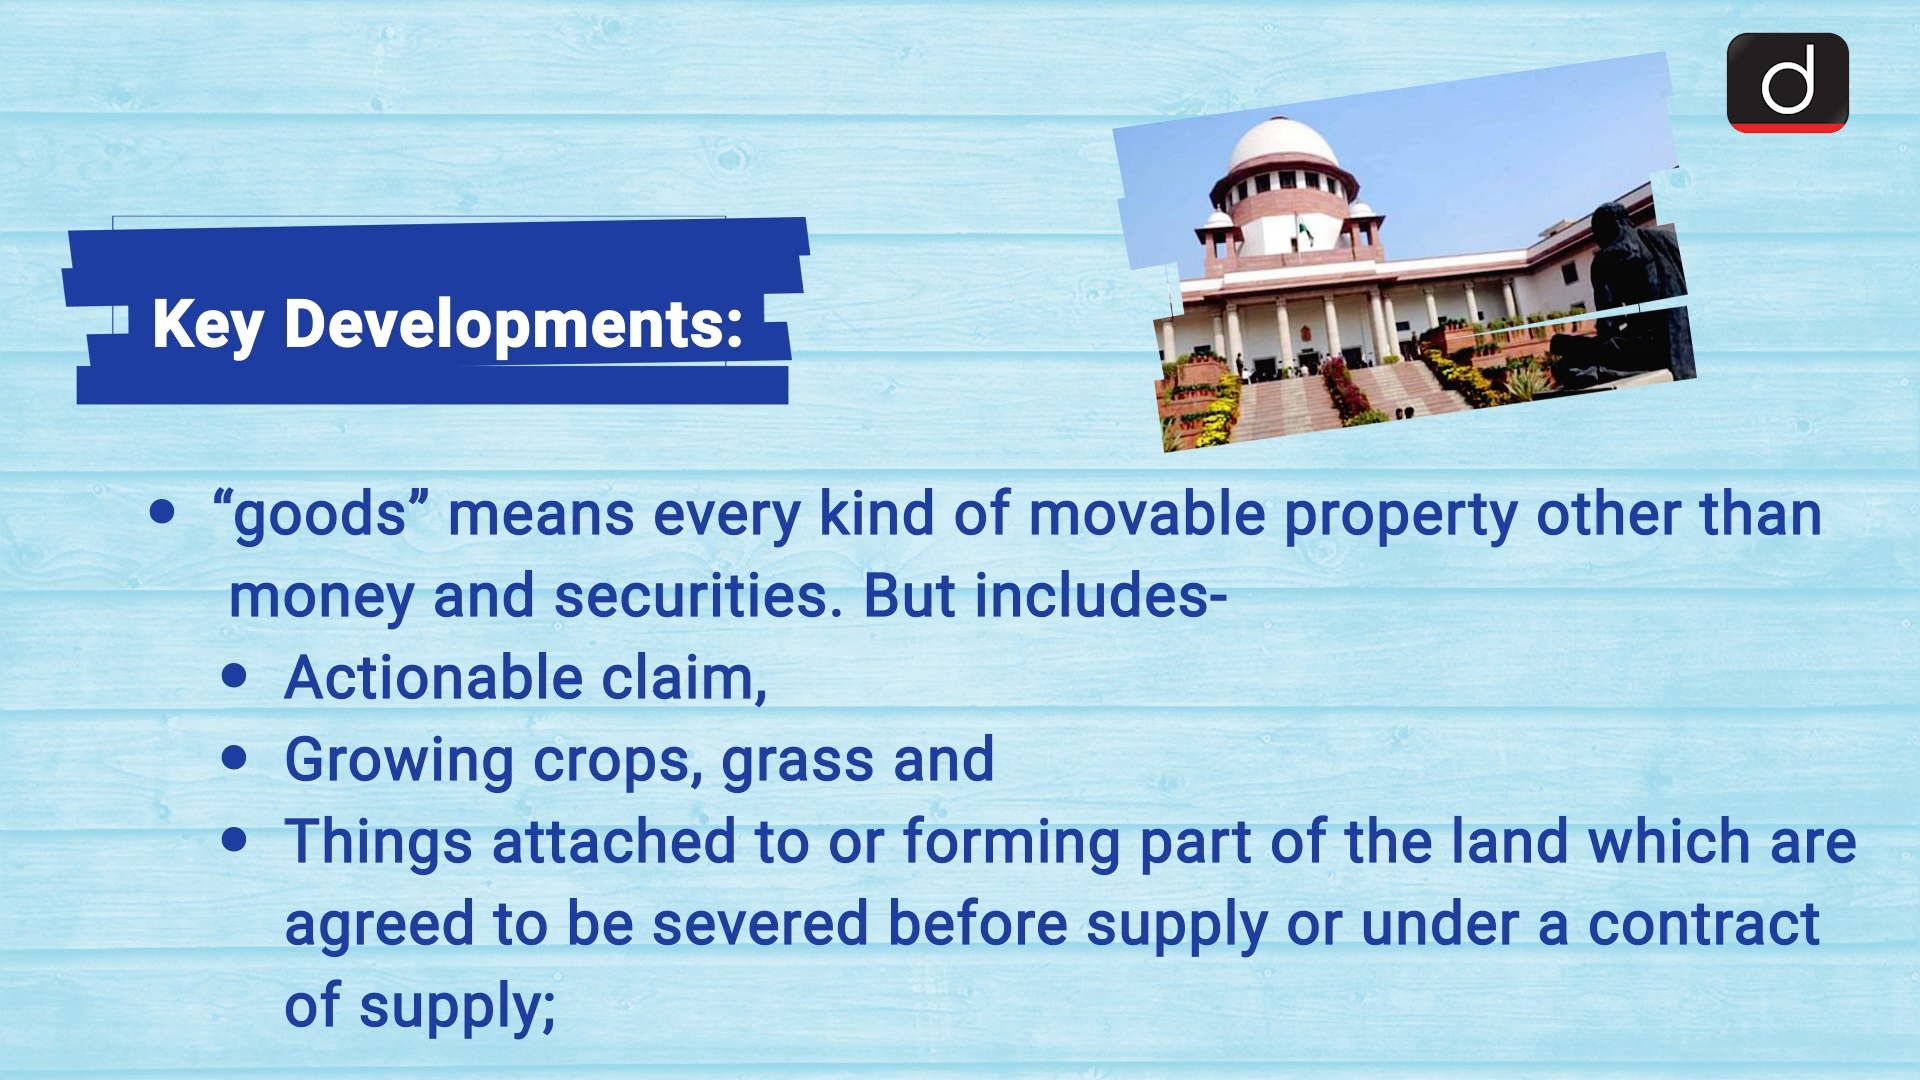 d
Key Developments:
• “goods” means every kind of movable property other than
money and securities. But includes-
• Actionable claim,
• Growing crops, grass and
• Things attached to or forming part of the land which are
agreed to be severed before supply or under a contract
of supply;